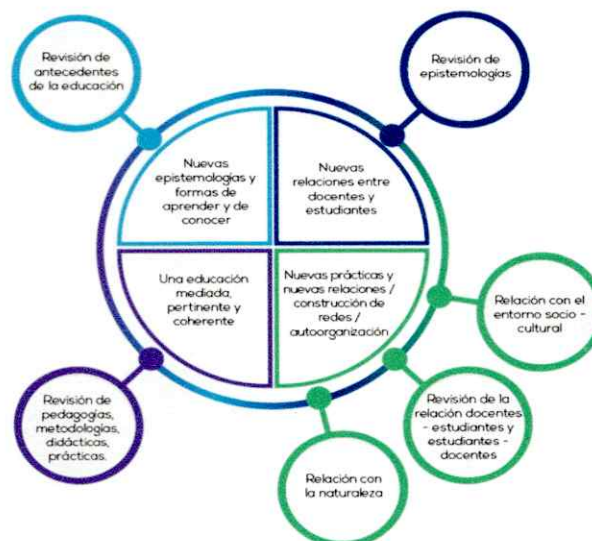 Revisión de
antecedentes
de la educación
Revisión de
epistemologías
Nuevas
epistemologías y
formas de
aprender y de
conocer
Nuevas
relaciones entre
docentes y
estudiantes
Una educación
mediada,
pertinente y
coherente
Nuevas prácticas y
nuevas relaciones /
construcción de
redes /
autoorganización
Relación con el
entorno socio -
cultural
Revisión de
pedagogías,
metodologías,
didácticas,
prácticas.
Revisión de la
relación docentes
- estudiantes y
estudiantes -
docentes
Relación con
la naturaleza